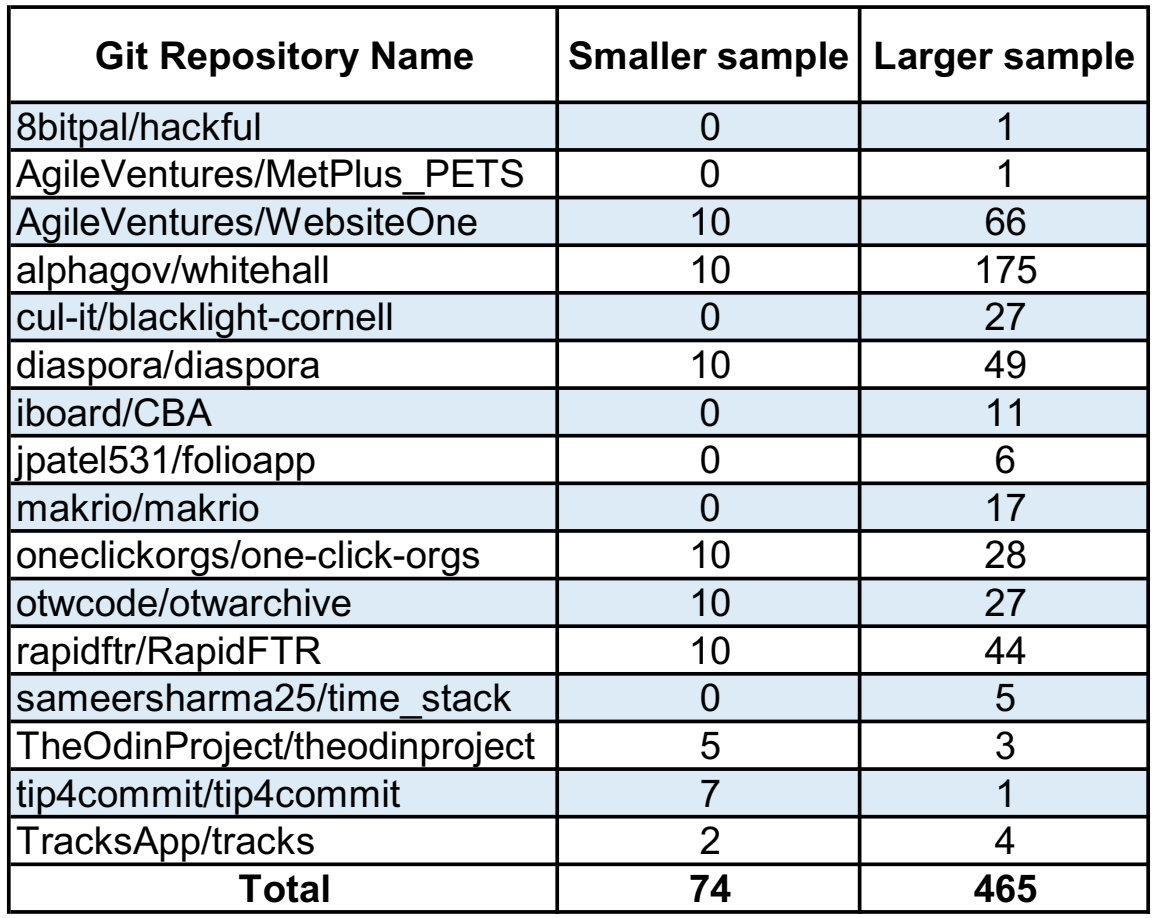 Git Repository Name Smaller sample Larger sample
8bitpal/hackful 0 1
AgileVentures/MetPlus_PETS 0 1
AgileVentures/WebsiteOne 10 66
alphagov/whitehall 10 175
cul-it/blacklight-cornell 0 27
diaspora/diaspora 10 49
iboard/CBA 0 11
jpatel531/folioapp 0 6
makrio/makrio 0 17
oneclickorgs/one-click-orgs 10 28
otwcode/otwarchive 10 27
rapidftr/RapidFTR 10 44
sameersharma25/time_stack 0 5
TheOdinProject/theodinproject 5 3
tip4commit/tip4commit 7 1
TracksApp/tracks 2 4
Total 74 465